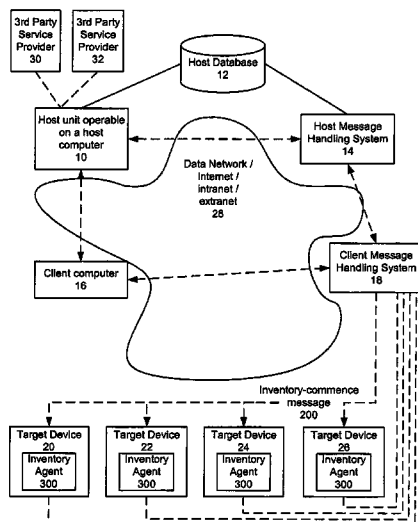 3rd Party
Service
Provider
30
3rd Party
Service
Provider
32
Host Database
12
Host unit operable
on a host
computer
10
Host Message
Handling System
14
Data Network /
Internet /
intranet /
extranet
28
Client computer
16
Client Message
Handling System
18
Inventory-commence
message
200
Target Device
20
Inventory
Agent
300
Target Device
22
Inventory
Agent
300
Target Device
24
Inventory
Agent
300
Target Device
26
Inventory
Agent
300